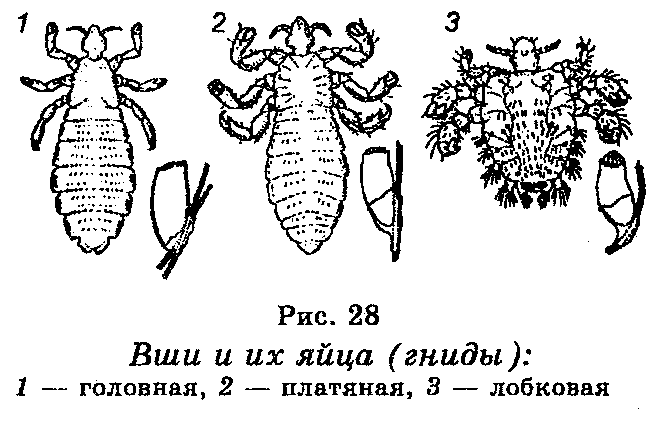 1 2 3
Рис. 28
Вши и их яйца (гниды):
1 — головная, 2 — платяная, 3 — лобковая